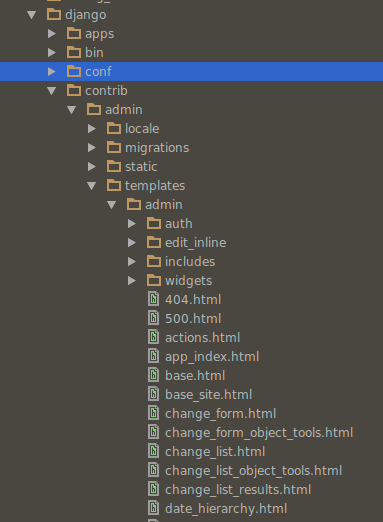 django
apps
bin
conf
contrib
admin
locale
migrations
static
templates
admin
auth
edit_inline
includes
widgets
404.html
500.html
actions.html
app_index.html
base.html
base_site.html
change_form.html
change_form_object_tools.html
change_list.html
change_list_object_tools.html
change_list_results.html
date_hierarchy.html